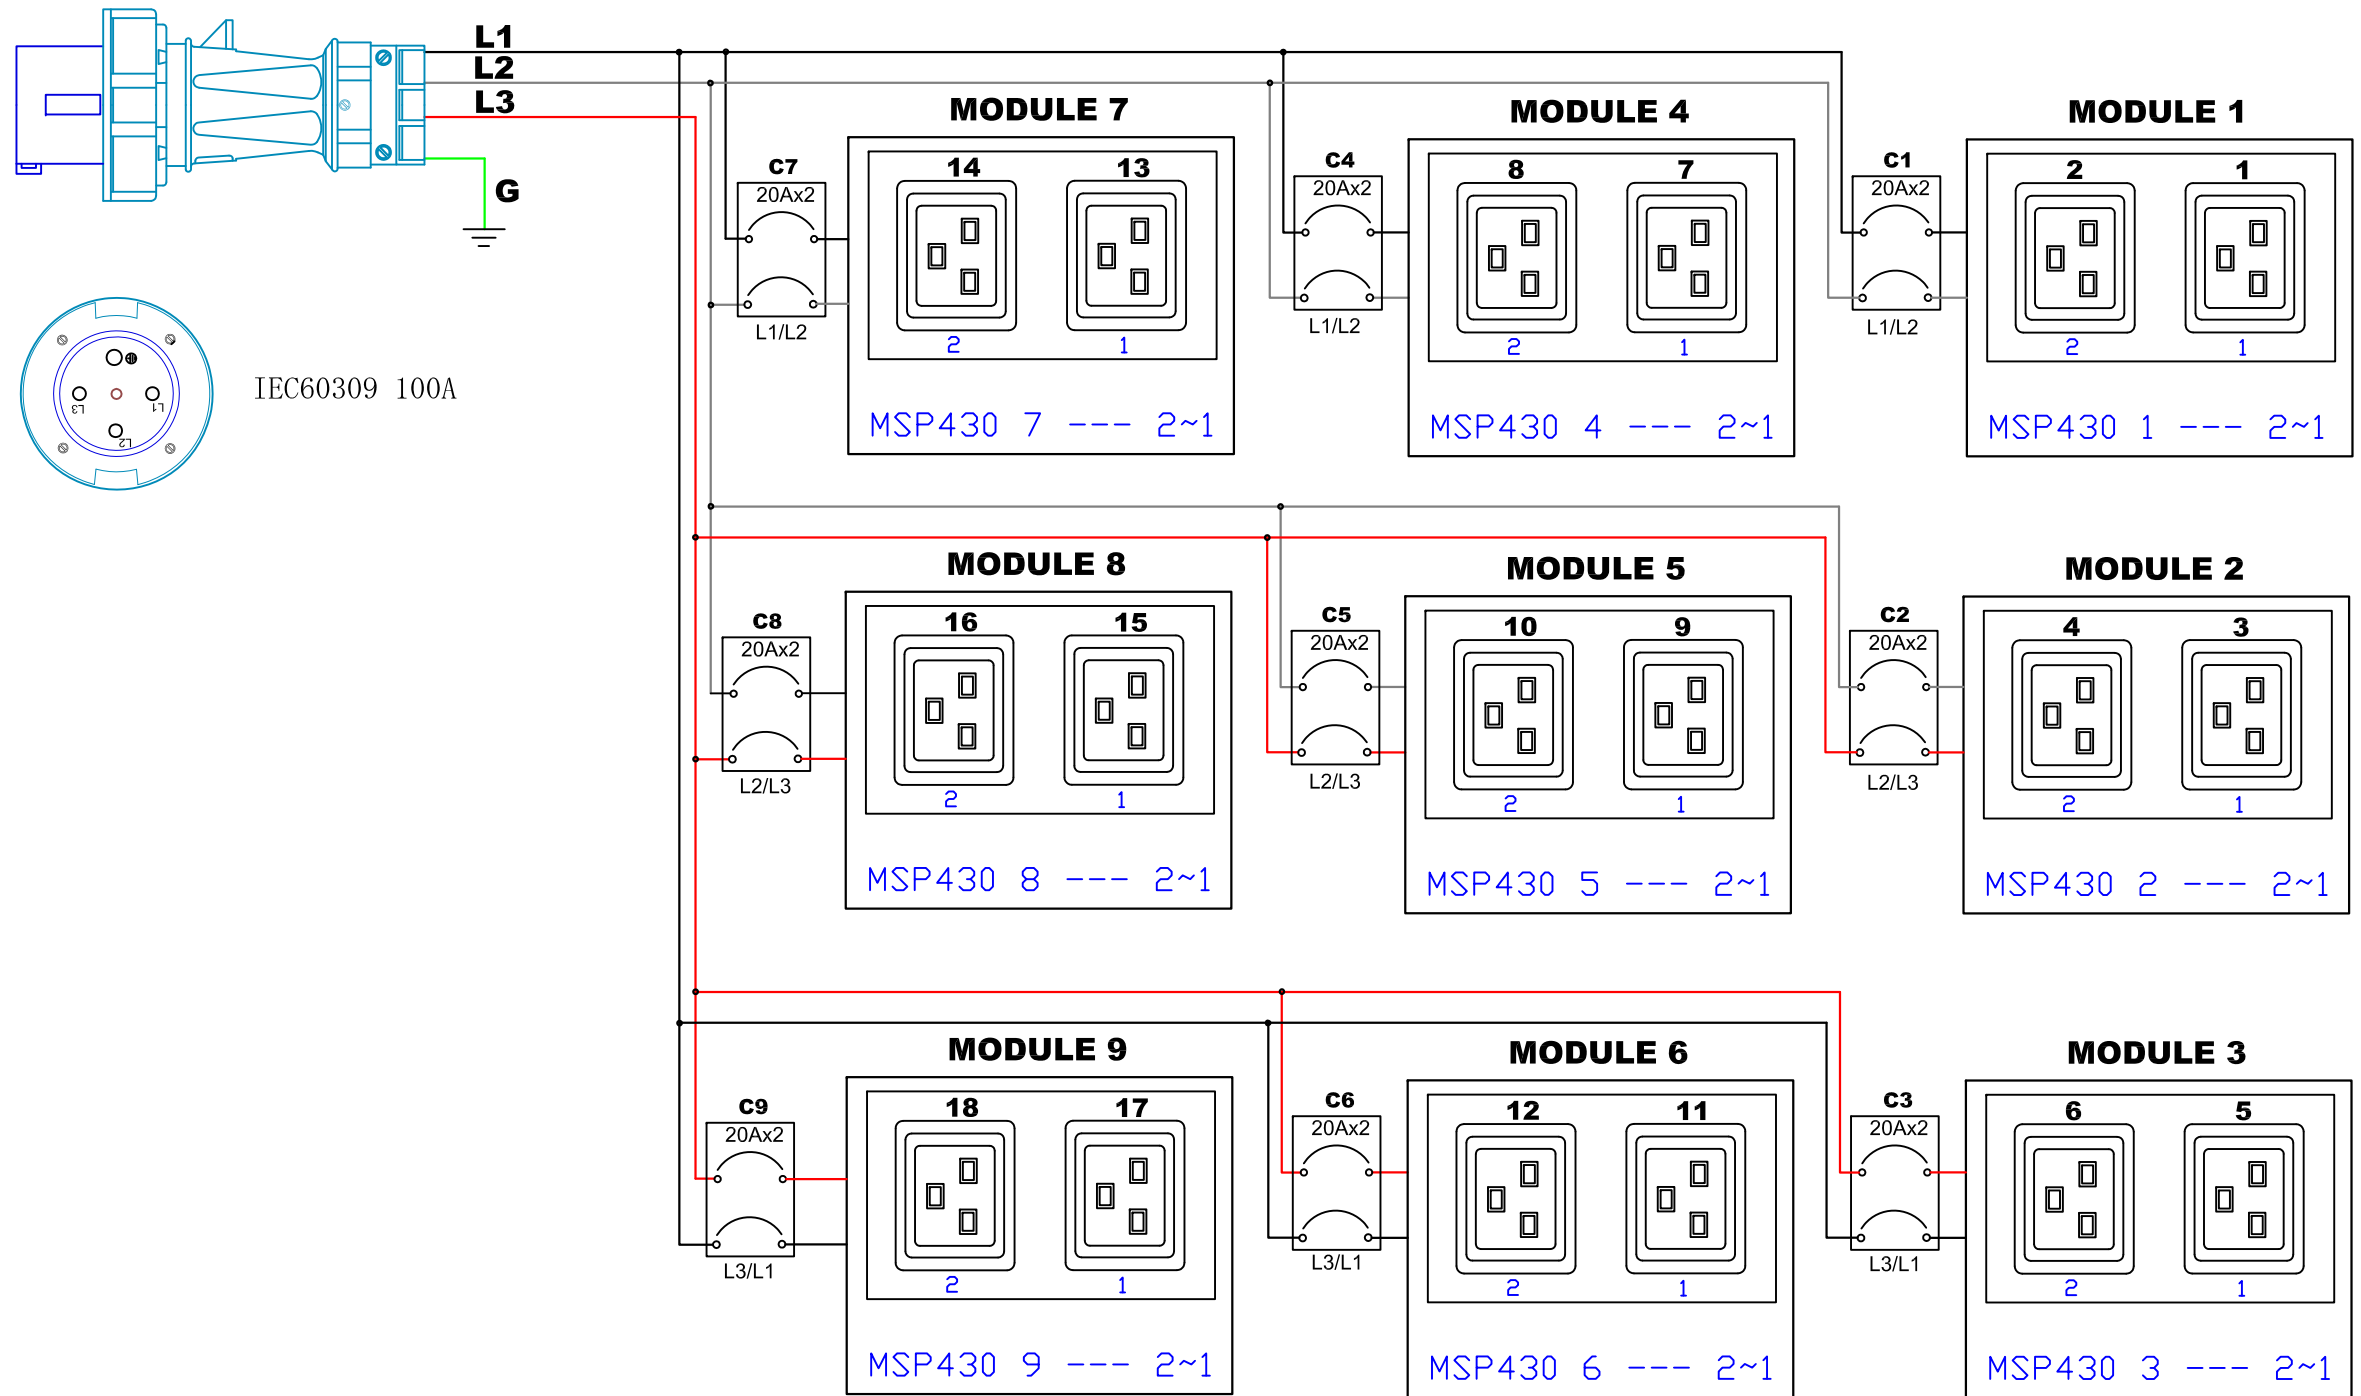 L1
L2
L3
G
IEC60309 100A
L3
L1
L2
MODULE 7
C7
20Ax2
L1/L2
14
13
2
1
MSP430 7 --- 2~1
MODULE 4
C4
20Ax2
L1/L2
8
7
2
1
MSP430 4 --- 2~1
MODULE 1
C1
20Ax2
L1/L2
2
1
2
1
MSP430 1 --- 2~1
MODULE 8
C8
20Ax2
L2/L3
16
15
2
1
MSP430 8 --- 2~1
MODULE 5
C5
20Ax2
L2/L3
10
9
2
1
MSP430 5 --- 2~1
MODULE 2
C2
20Ax2
L2/L3
4
3
2
1
MSP430 2 --- 2~1
MODULE 9
C9
20Ax2
L3/L1
18
17
2
1
MSP430 9 --- 2~1
MODULE 6
C6
20Ax2
L3/L1
12
11
2
1
MSP430 6 --- 2~1
MODULE 3
C3
20Ax2
L3/L1
6
5
2
1
MSP430 3 --- 2~1